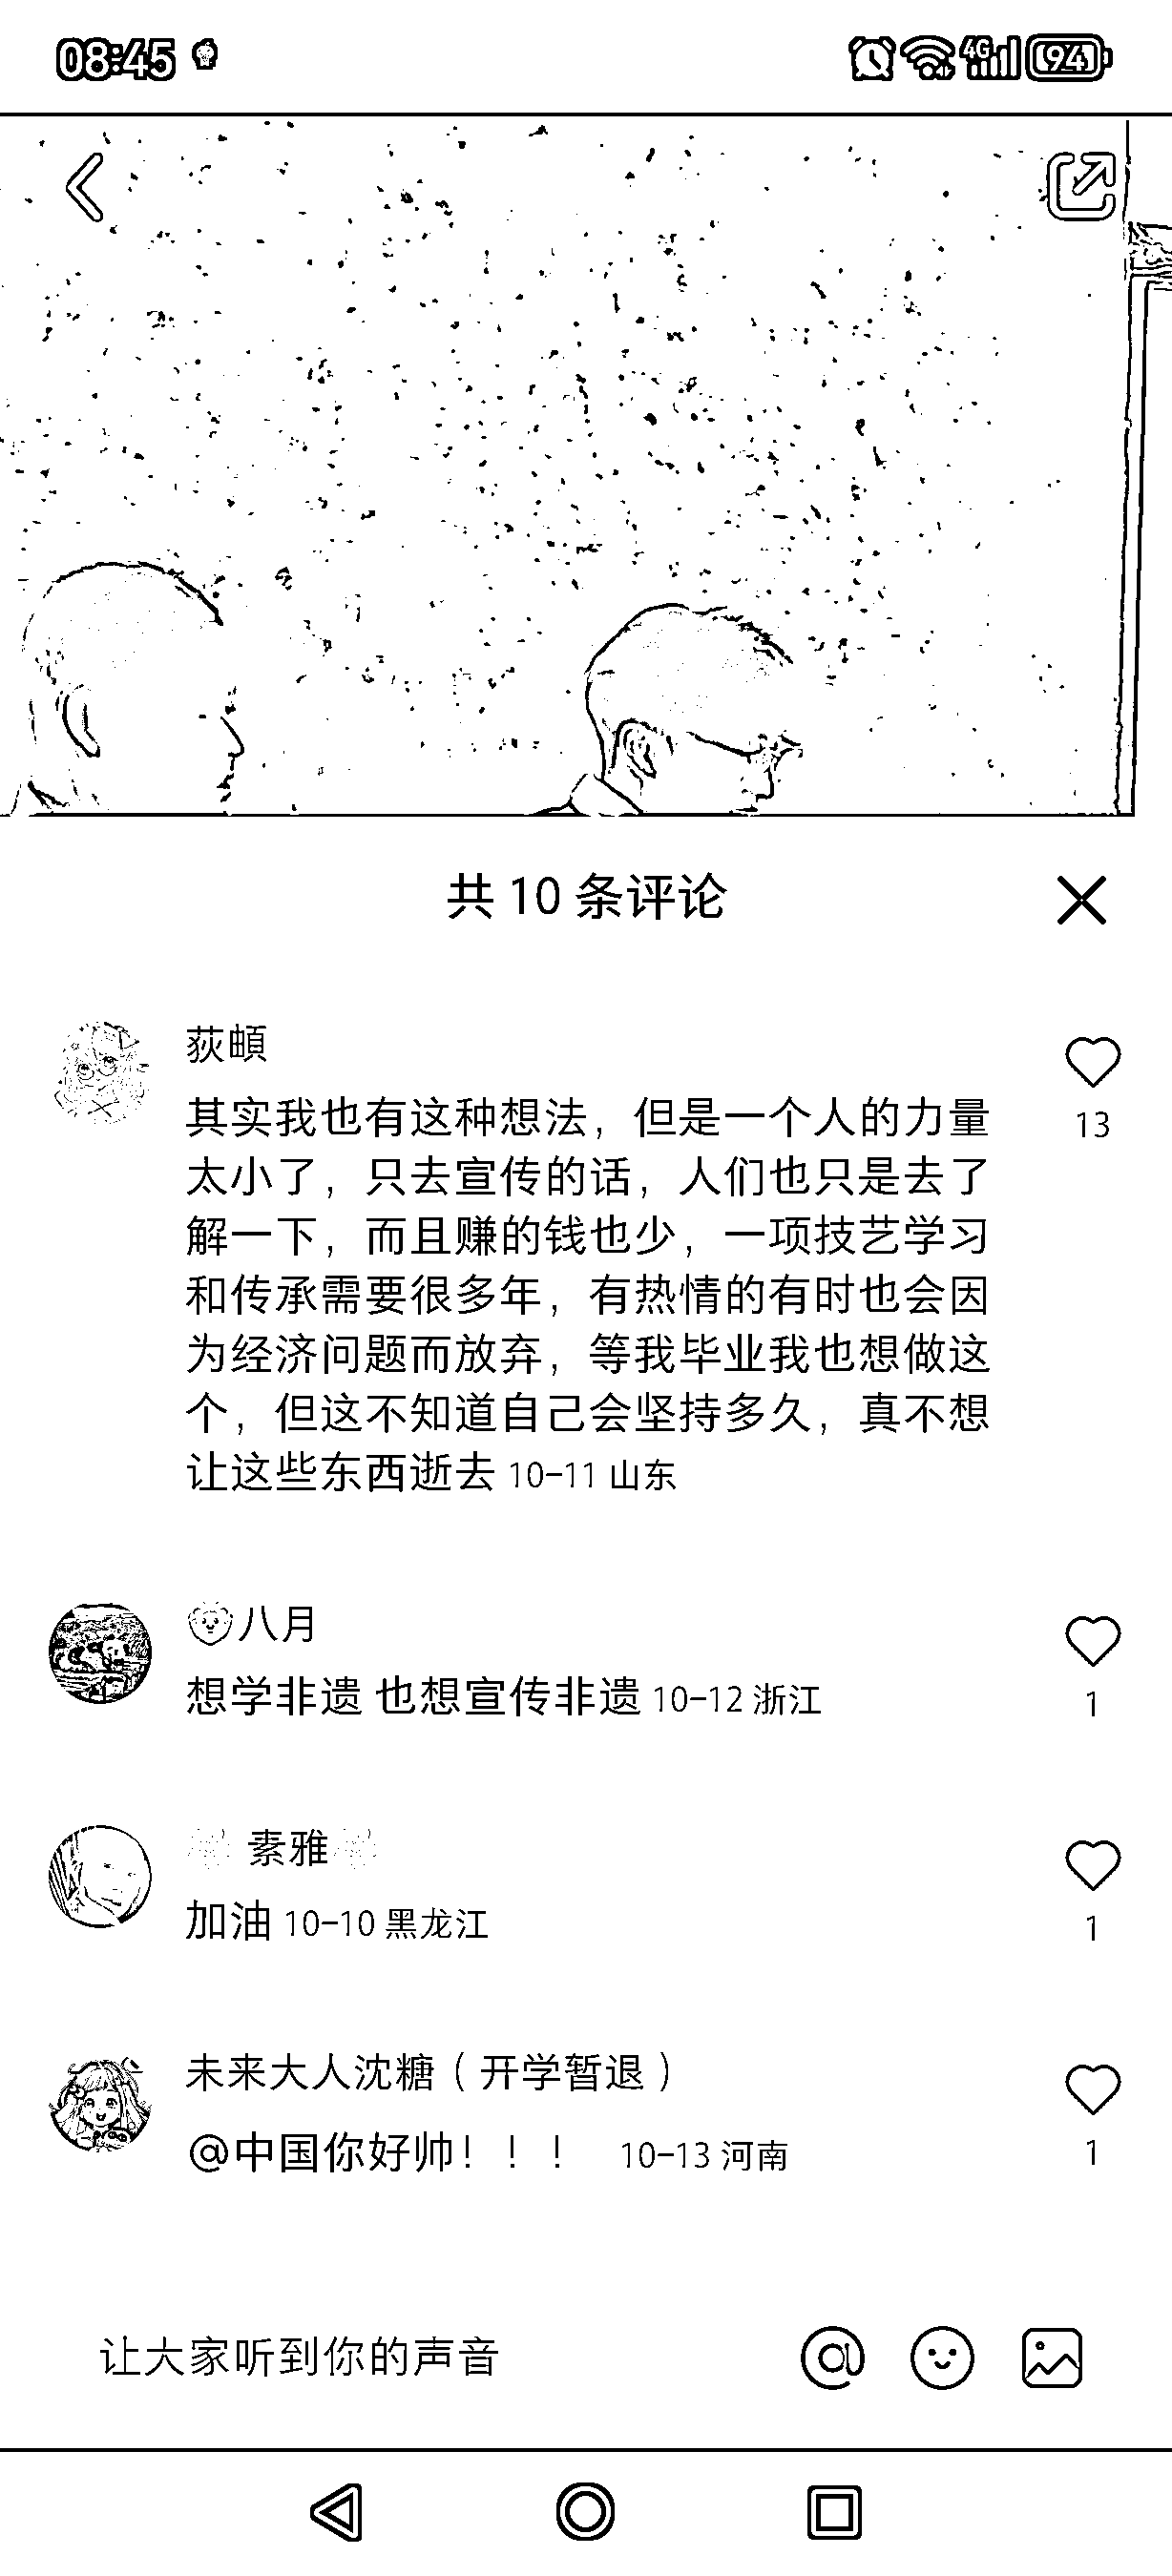 08:45
4G 94
共 10 条评论
荻頔
其实我也有这种想法，但是一个人的力量
太小了，只去宣传的话，人们也只是去了
解一下，而且赚的钱也少，一项技艺学习
和传承需要很多年，有热情的有时也会因
为经济问题而放弃，等我毕业我也想做这
个，但这不知道自己会坚持多久，真不想
让这些东西逝去 10-11 山东
13
八月
想学非遗 也想宣传非遗 10-12 浙江
1
素雅
加油 10-10 黑龙江
1
未来大人沈糖（开学暂退）
@中国你好帅！！！ 10-13 河南
1
让大家听到你的声音